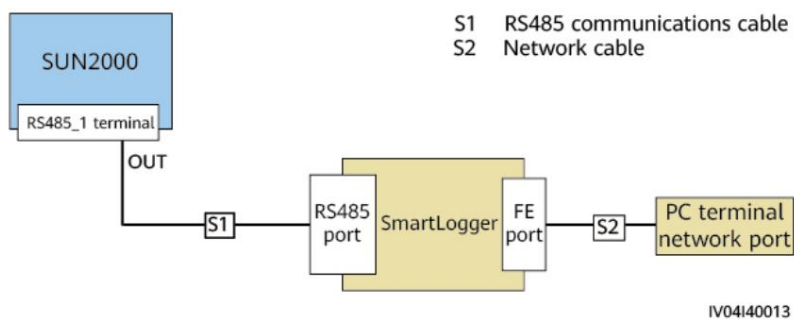 S1 RS485 communications cable
S2 Network cable
SUN2000
RS485_1 terminal
OUT
S1
RS485
port
SmartLogger
FE
port
S2
PC terminal
network port
IV04I40013